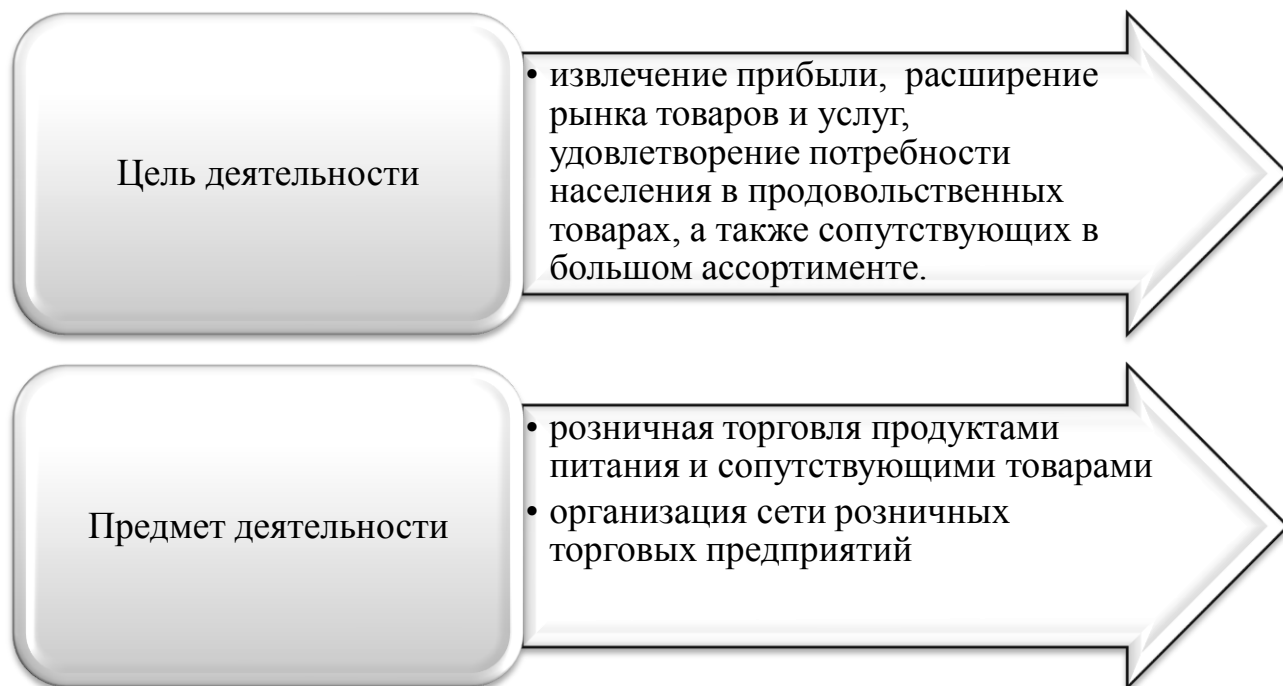 Цель деятельности
• извлечение прибыли, расширение
рынка товаров и услуг,
удовлетворение потребности
населения в продовольственных
товарах, а также сопутствующих в
большом ассортименте.
Предмет деятельности
• розничная торговля продуктами
питания и сопутствующими товарами
• организация сети розничных
торговых предприятий